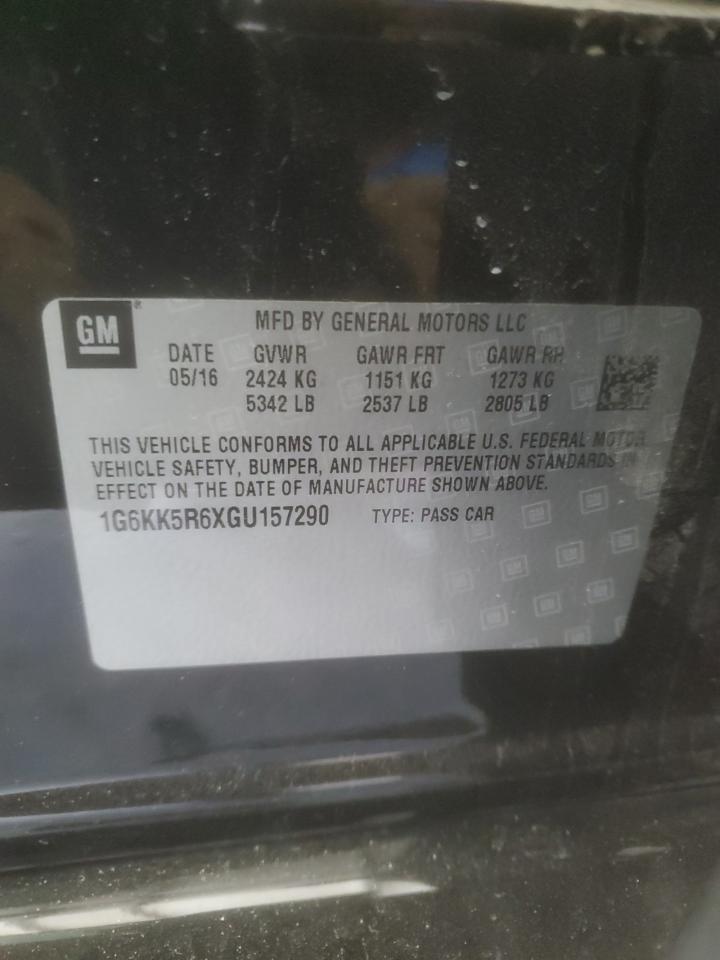 GM
MFD BY GENERAL MOTORS LLC
DATE GVWR GAWR FRT GAWR RR
05/16 2424 KG 1151 KG 1273 KG
5342 LB 2537 LB 2805 LB
THIS VEHICLE CONFORMS TO ALL APPLICABLE U.S. FEDERAL MOTOR
VEHICLE SAFETY, BUMPER, AND THEFT PREVENTION STANDARDS IN
EFFECT ON THE DATE OF MANUFACTURE SHOWN ABOVE.
1G6KK5R6XGU157290 TYPE: PASS CAR